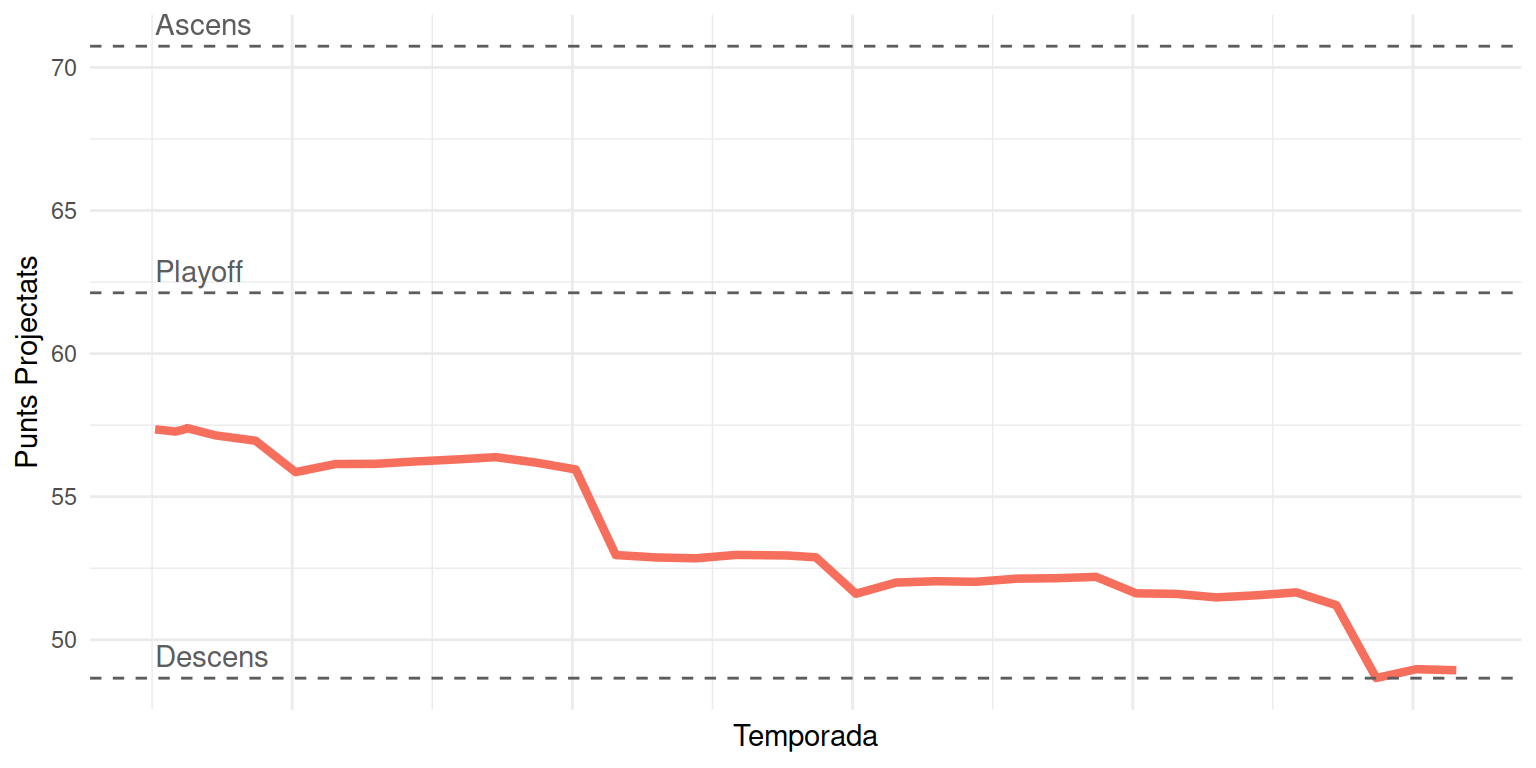 Ascens
70
65
Playoff
Punts Projectats
60
55
50
Descens
Temporada